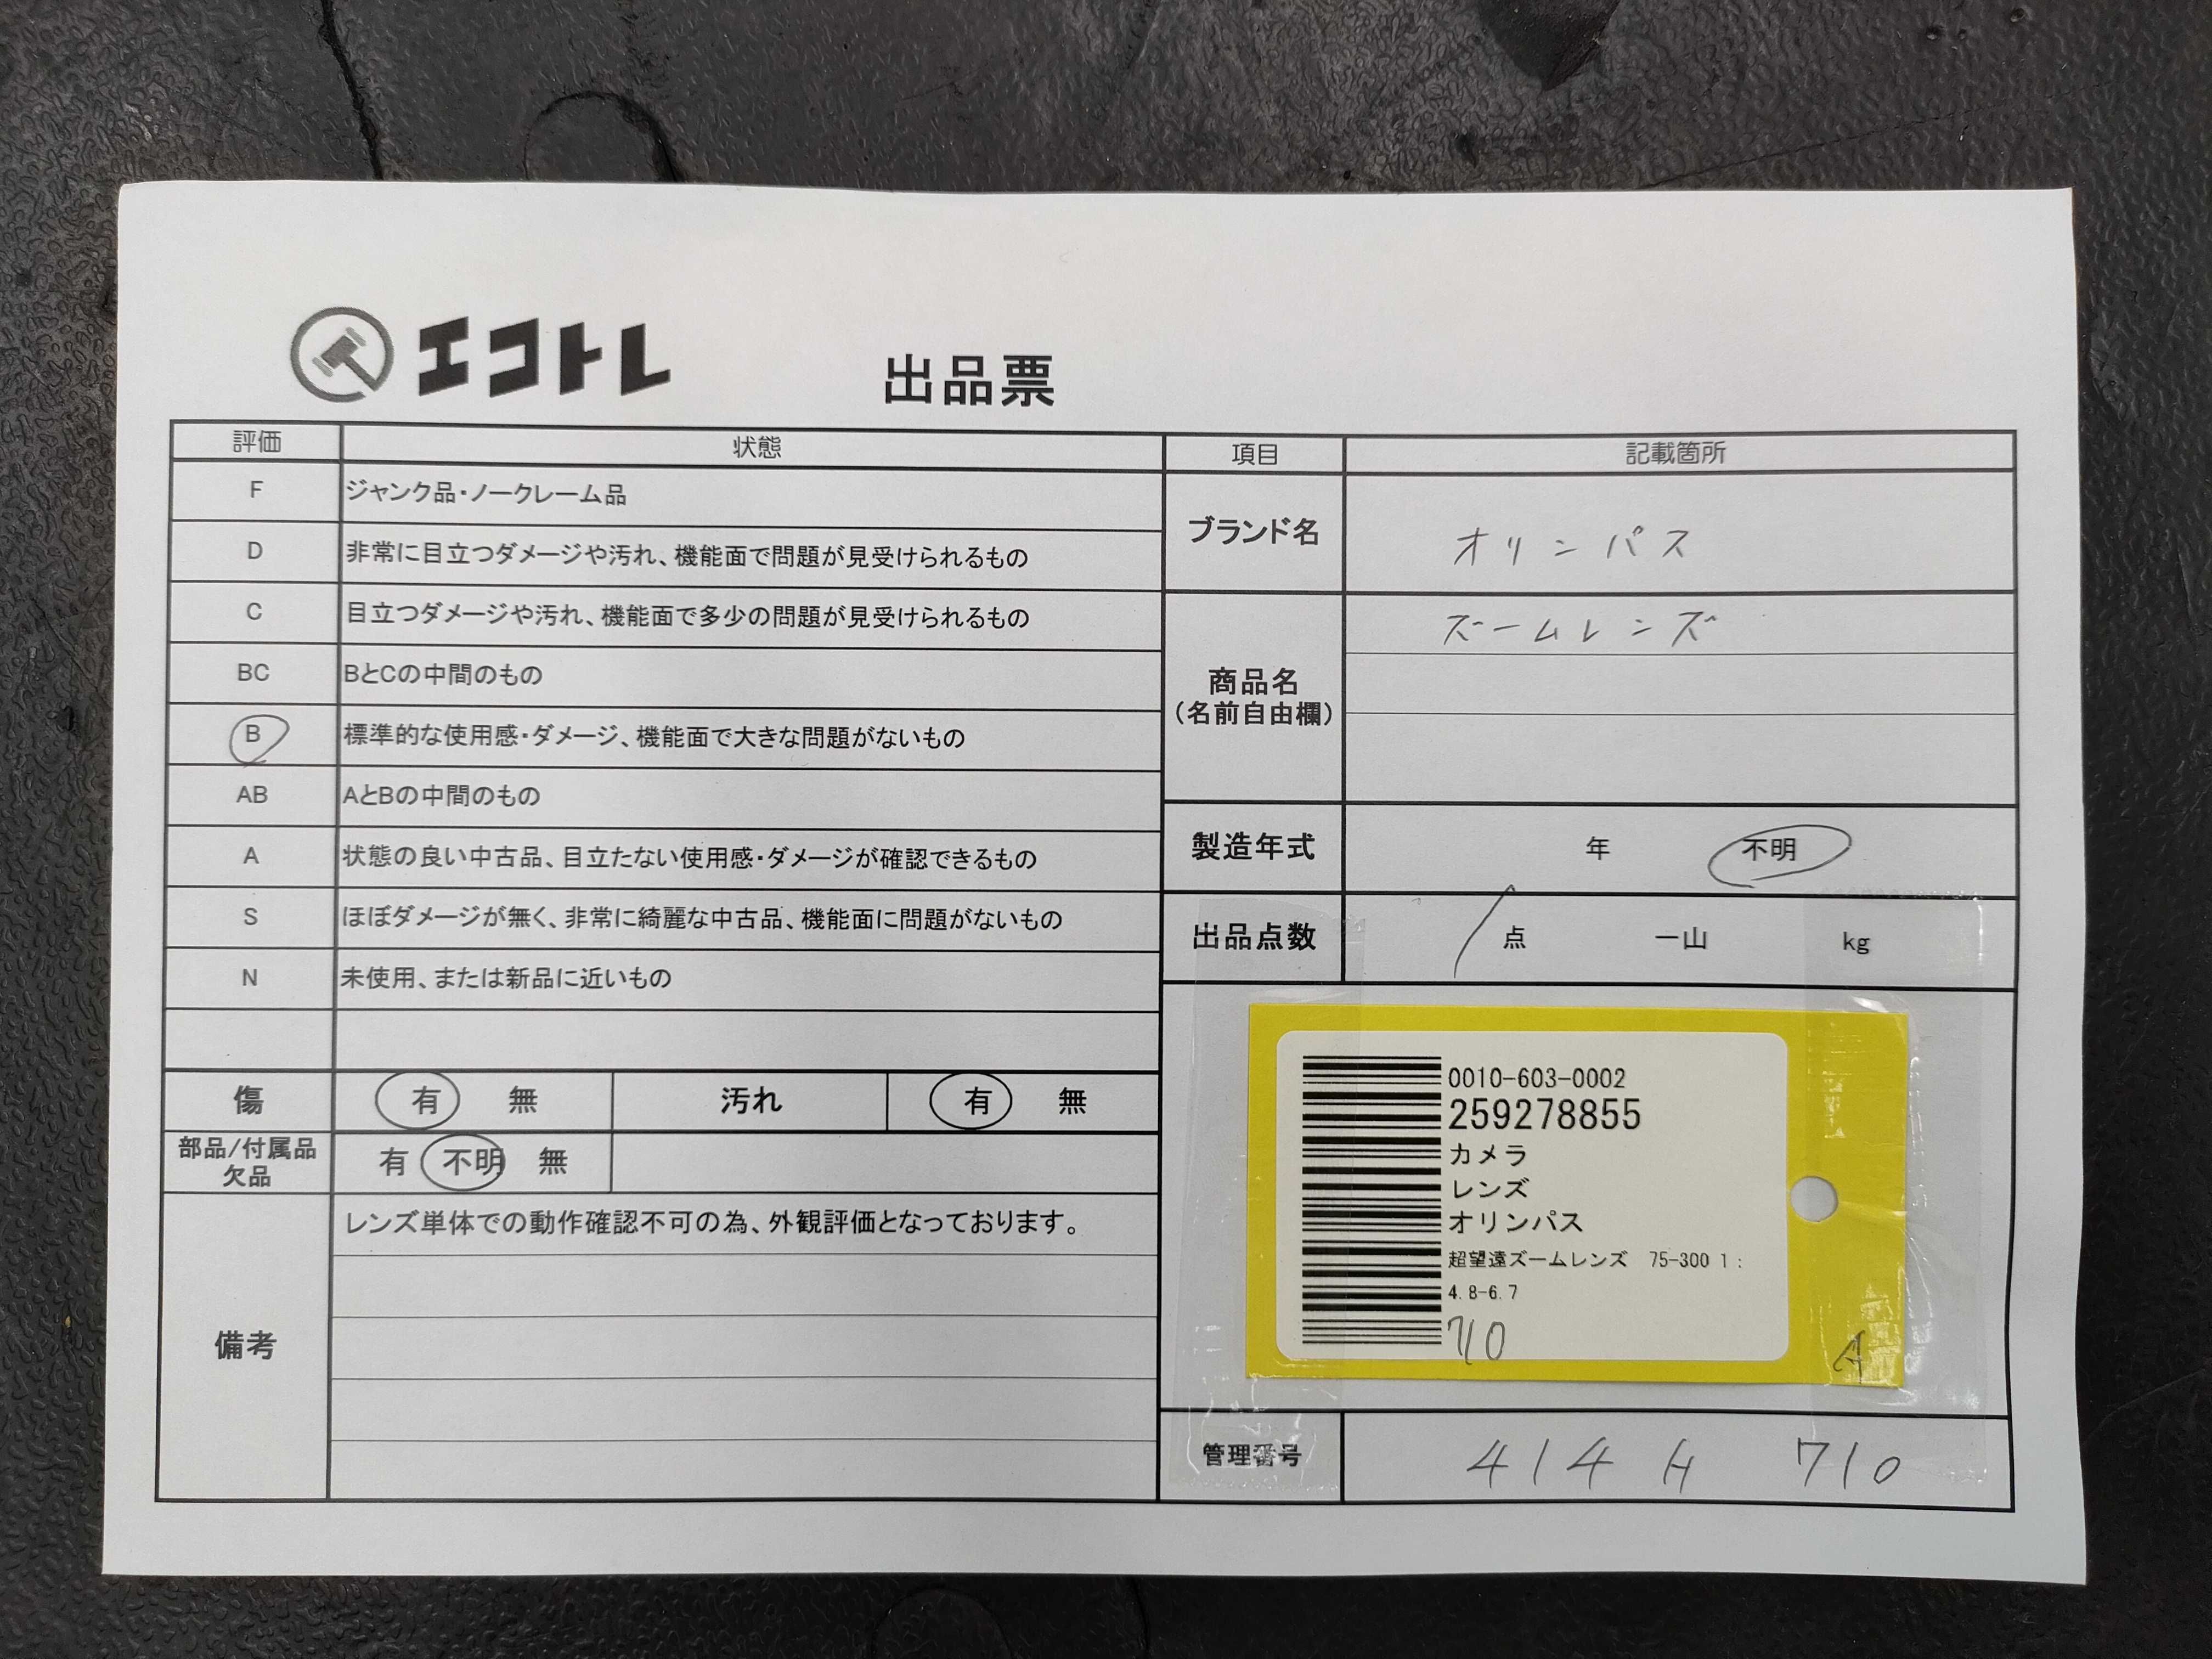 エコトレ
出品票
評価 状態
F ジャンク品・ノークレーム品
D 非常に目立つダメージや汚れ、機能面で問題が見受けられるもの
C 目立つダメージや汚れ、機能面で多少の問題が見受けられるもの
BC BとCの中間のもの
B 標準的な使用感・ダメージ、機能面で大きな問題がないもの
AB AとBの中間のもの
A 状態の良い中古品、目立たない使用感・ダメージが確認できるもの
S ほぼダメージが無く、非常に綺麗な中古品、機能面に問題がないもの
N 未使用、または新品に近いもの
傷 有 無 汚れ 有 無
部品/付属品
欠品
有 不明 無
備考
レンズ単体での動作確認不可の為、外観評価となっております。
項目 記載箇所
ブランド名 オリンパス
商品名
(名前自由欄)
ズームレンズ
製造年式 年 不明
出品点数 1 点 一山 kg
0010-603-0002
259278855
カメラ
レンズ
オリンパス
超望遠ズームレンズ 75-300 1:
4.8-6.7
710
管理番号 414 H 710